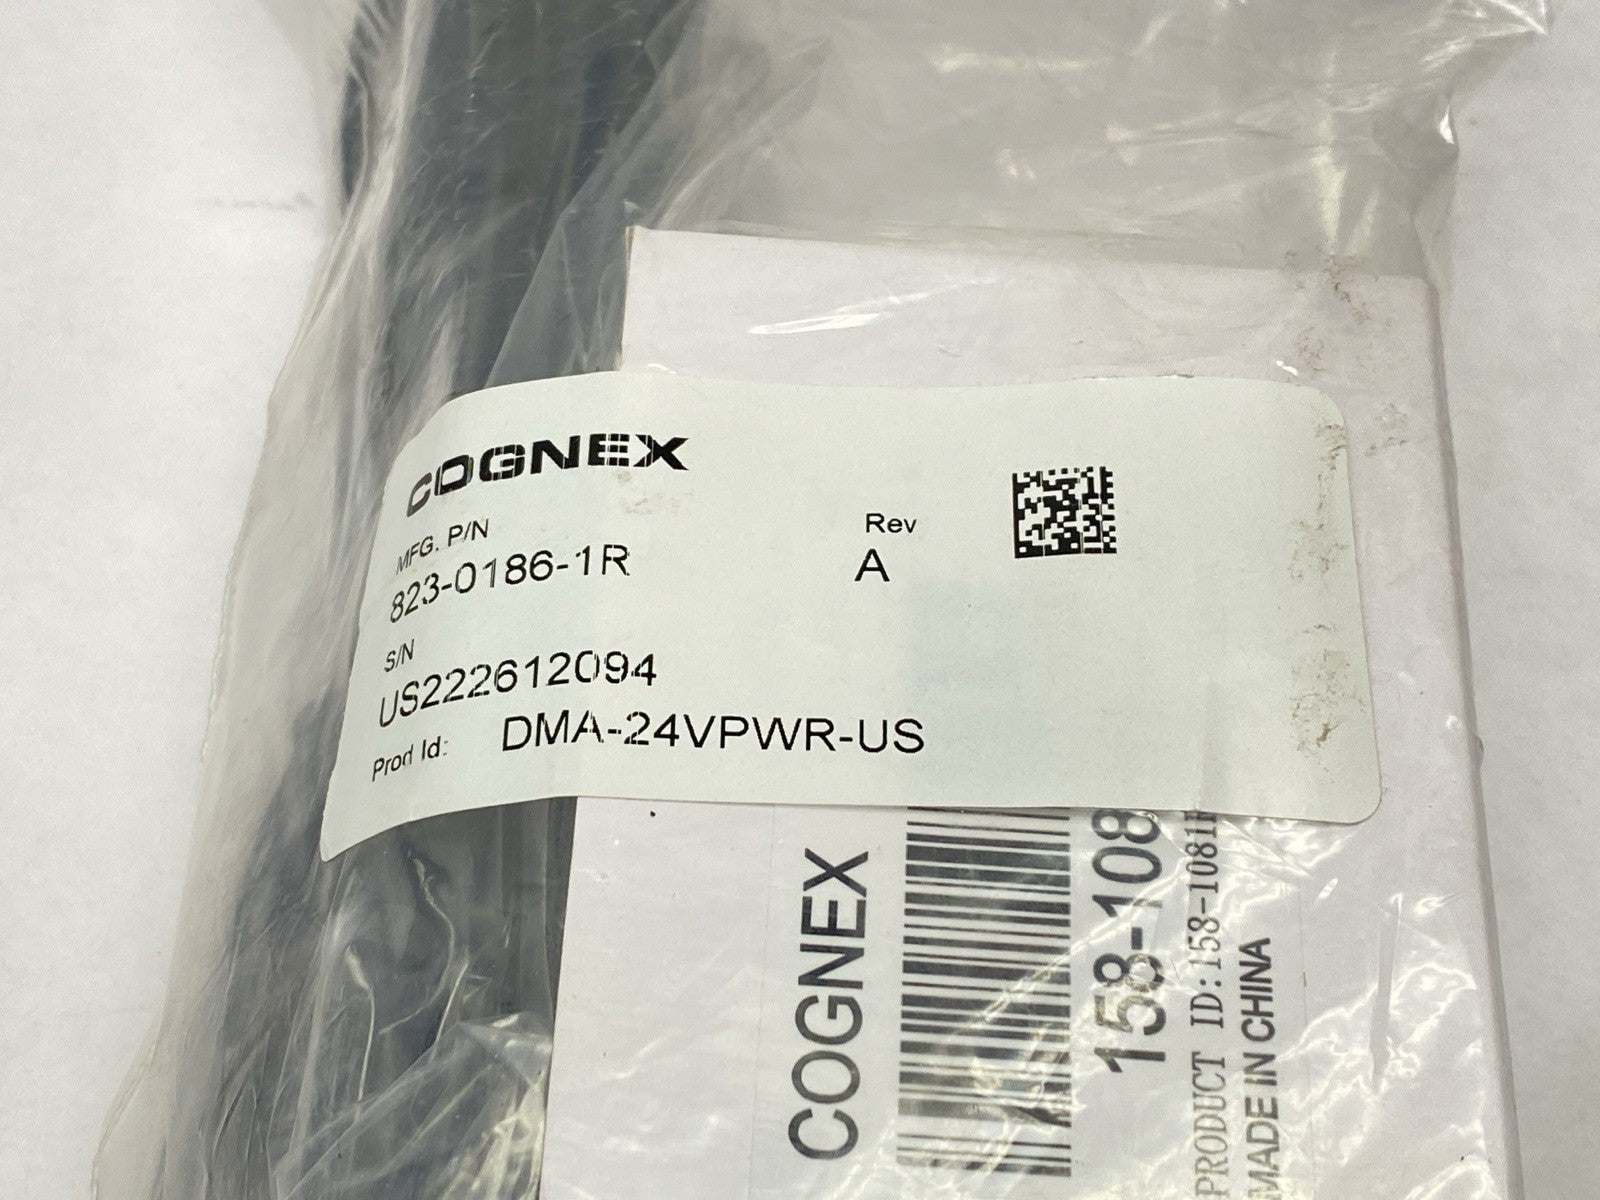 COGNEX
MFG. P/N
823-0186-1R
Rev
A
S/N
US222612094
Prod Id: DMA-24VPWR-US
COGNEX
158-108
PRODUCT ID:158-1081
MADE IN CHINA